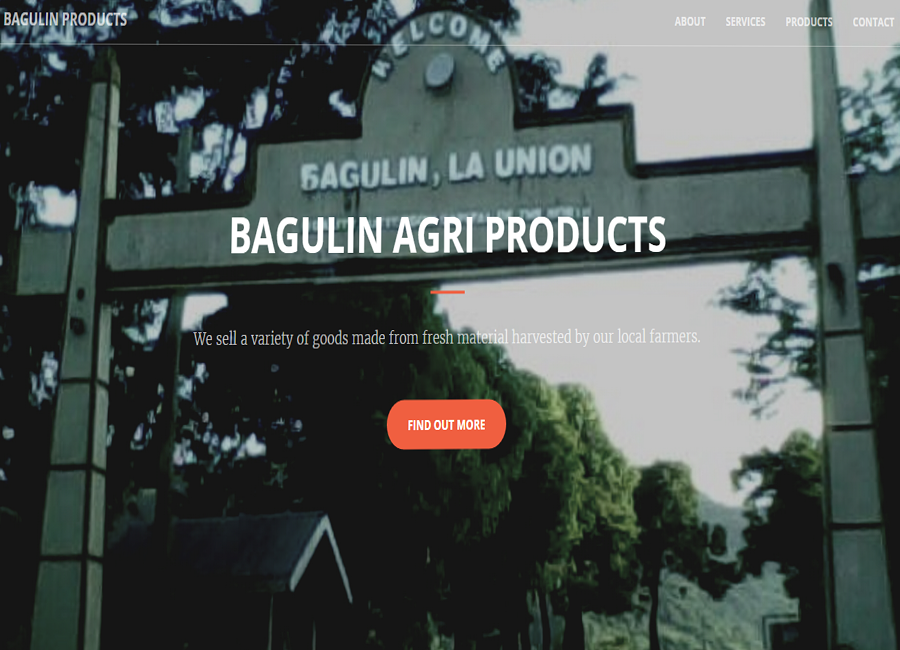 BAGULIN PRODUCTS
ABOUT SERVICES PRODUCTS CONTACT
WELCOME
BAGULIN, LA UNION
BAGULIN AGRI PRODUCTS
We sell a variety of goods made from fresh material harvested by our local farmers.
FIND OUT MORE